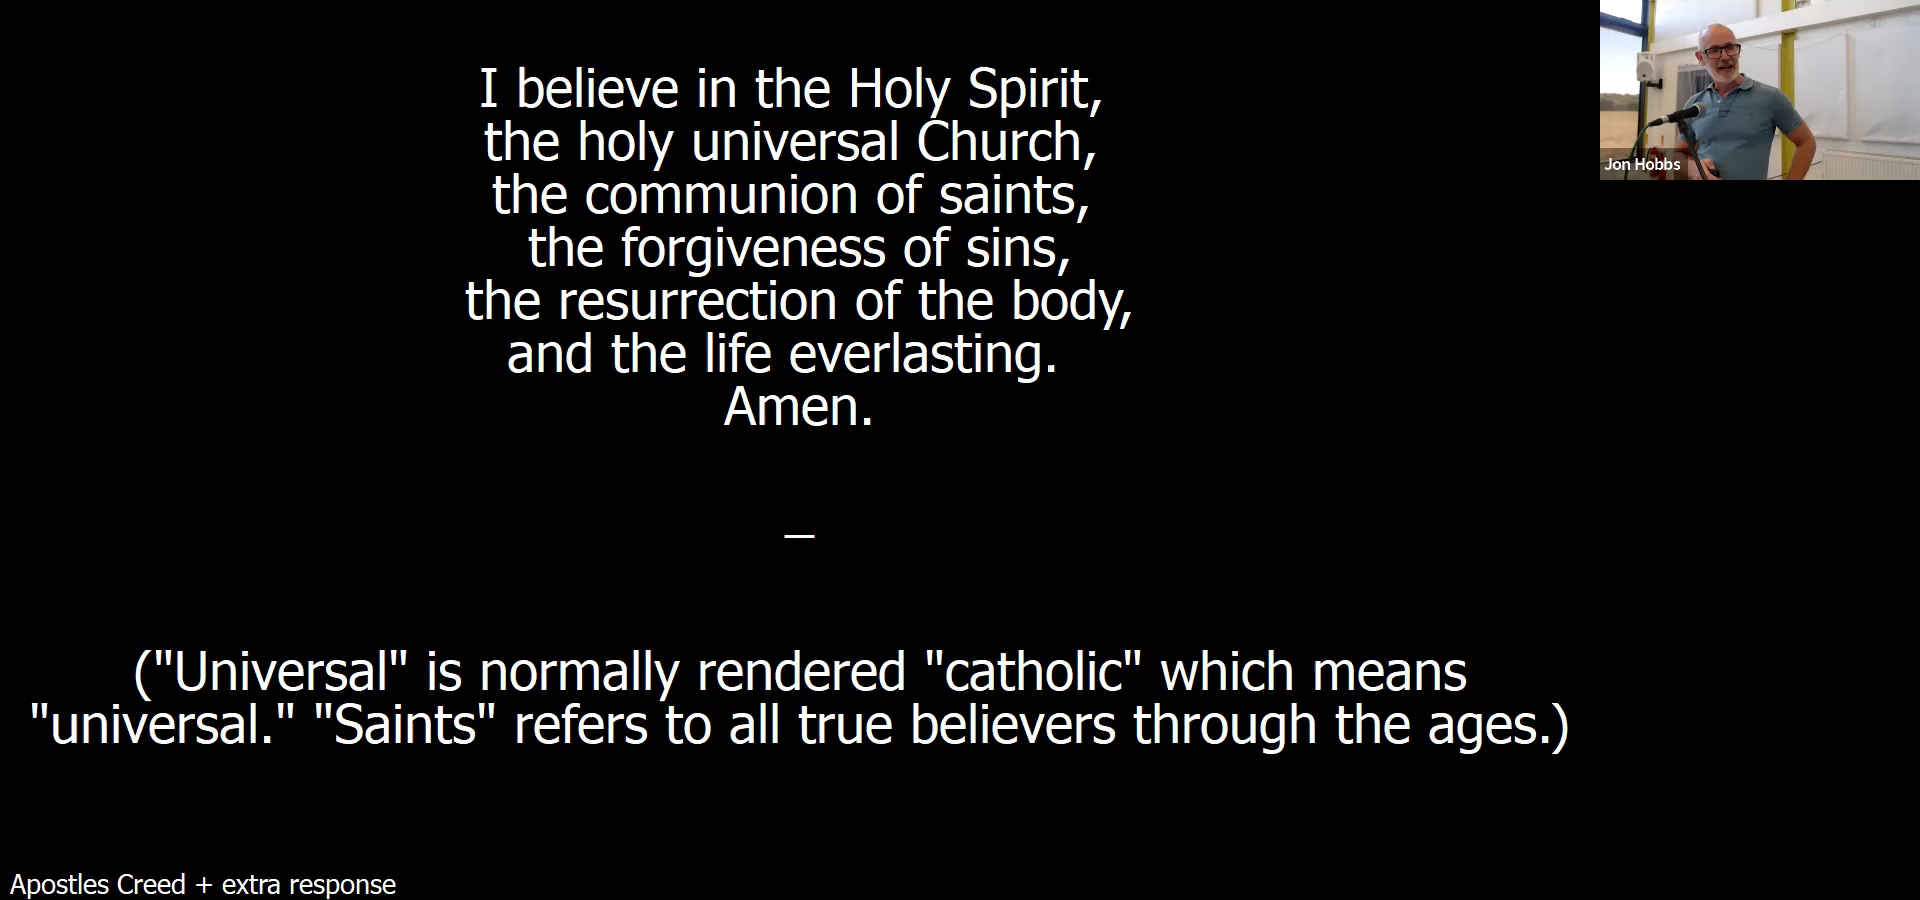 I believe in the Holy Spirit,
the holy universal Church,
the communion of saints,
the forgiveness of sins,
the resurrection of the body,
and the life everlasting.
Amen.
_
("Universal" is normally rendered "catholic" which means
"universal." "Saints" refers to all true believers through the ages.)
Apostles Creed + extra response
Jon Hobbs